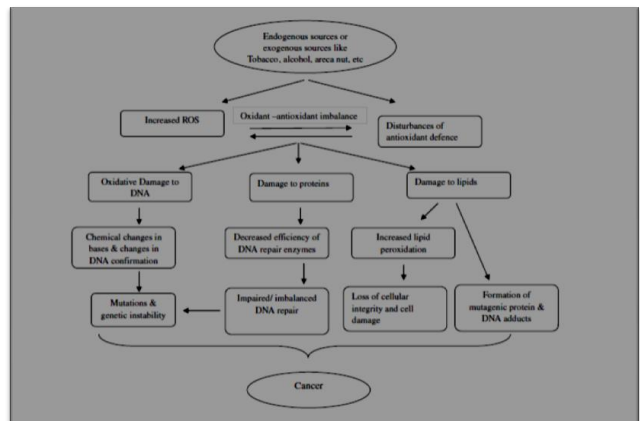 Endogenous sources or
exogenous sources like
Tobacco, alcohol, areca nut, etc
Increased ROS
Oxidant –antioxidant imbalance
Disturbances of
antioxidant defence
Oxidative Damage to
DNA
Damage to proteins
Damage to lipids
Chemical changes in
bases & changes in
DNA confirmation
Decreased efficiency of
DNA repair enzymes
Increased lipid
peroxidation
Mutations &
genetic instability
Impaired/ imbalanced
DNA repair
Loss of cellular
integrity and cell
damage
Formation of
mutagenic protein &
DNA adducts
Cancer